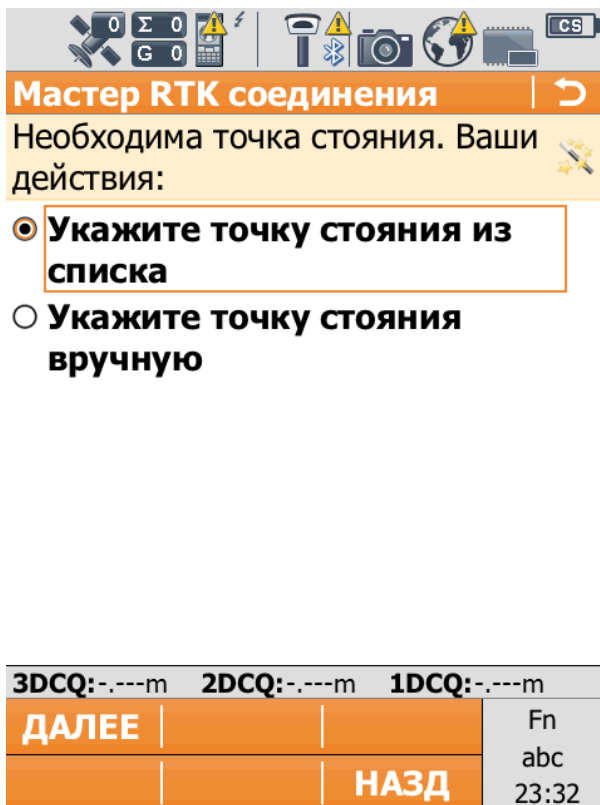 0 Σ 0
G 0
CS
Мастер RTK соединения
Необходима точка стояния. Ваши
действия:
Укажите точку стояния из
списка
Укажите точку стояния
вручную
3DCQ:-.---m 2DCQ:-.---m 1DCQ:-.---m
ДАЛЕЕ
Fn
abc
НАЗД
23:32